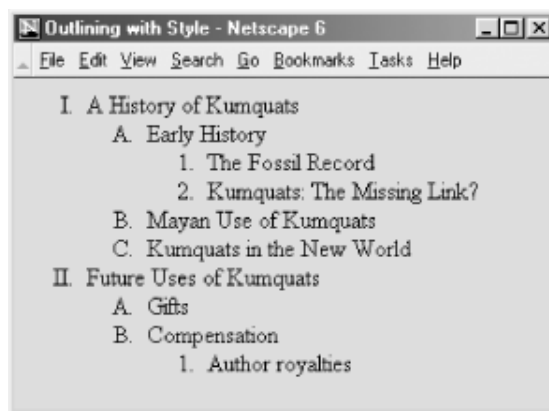 Outlining with Style - Netscape 6
File Edit View Search Go Bookmarks Tasks Help
I. A History of Kumquats
A. Early History
1. The Fossil Record
2. Kumquats: The Missing Link?
B. Mayan Use of Kumquats
C. Kumquats in the New World
II. Future Uses of Kumquats
A. Gifts
B. Compensation
1. Author royalties